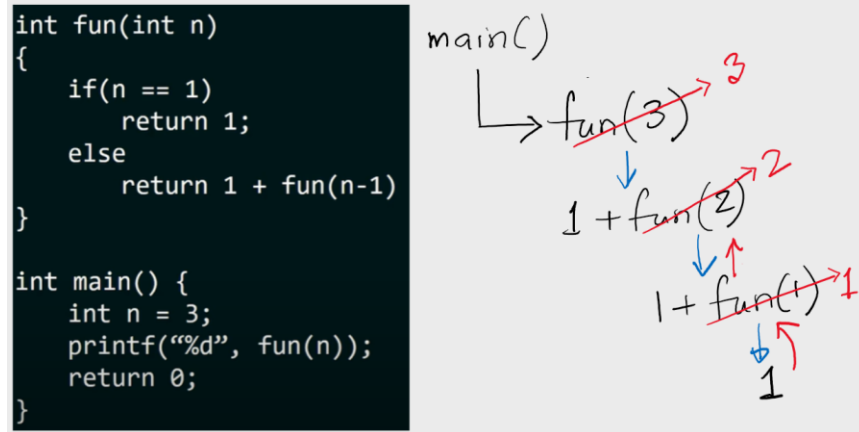 int fun(int n)
{
if(n == 1)
return 1;
else
return 1 + fun(n-1)
}
int main() {
int n = 3;
printf(“%d”, fun(n));
return 0;
}
main()
fun(3) 3
1 + fun(2) 2
1 + fun(1) 1
1